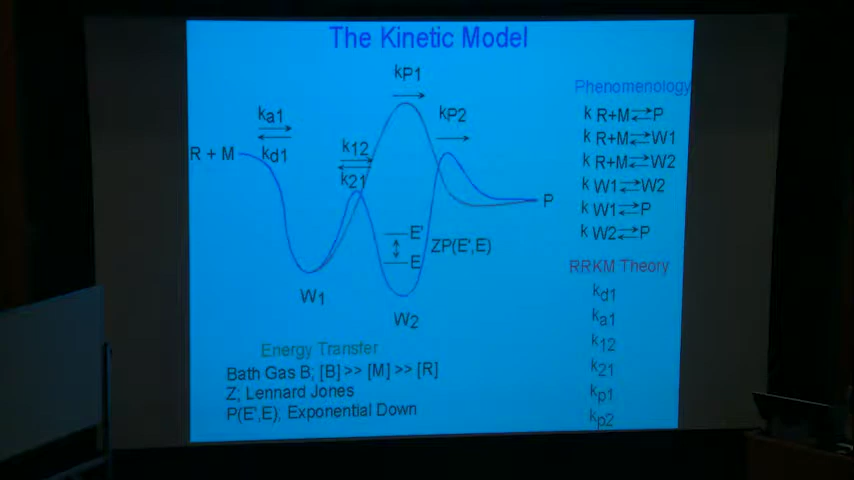 The Kinetic Model
kP1
ka1
kP2
k12
R + M
kd1
k21
P
E'
E
ZP(E',E)
W1
W2
Energy Transfer
Bath Gas B; [B] >> [M] >> [R]
Z; Lennard Jones
P(E',E); Exponential Down
Phenomenology
k R+M⇄P
k R+M⇄W1
k R+M⇄W2
k W1⇄W2
k W1⇄P
k W2⇄P
RRKM Theory
kd1
ka1
k12
k21
kp1
kp2